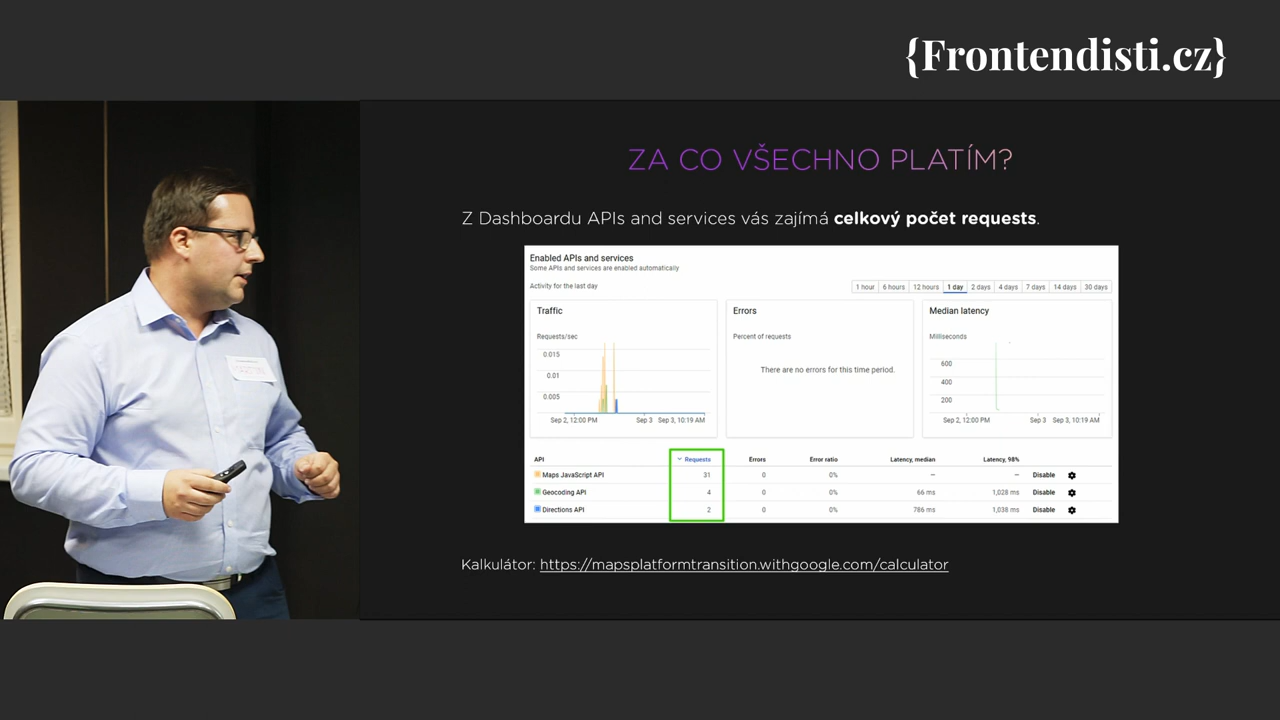 {Frontendisti.cz}
ZA CO VŠECHNO PLATÍM?
Z Dashboardu APIs and services vás zajímá celkový počet requests.
Enabled APIs and services
Some APIs and services are enabled automatically
Activity for the last day
1 hour 6 hours 12 hours 1 day 2 days 4 days 7 days 14 days 30 days
Traffic
Requests/sec
0.015
0.01
0.005
Sep 2, 12:00 PM Sep 3 Sep 3, 10:19 AM
Errors
Percent of requests
There are no errors for this time period.
Median latency
Milliseconds
600
400
200
Sep 2, 12:00 PM Sep 3 Sep 3, 10:19 AM
API Requests Errors Error ratio Latency, median Latency, 98%
Maps JavaScript API 31 0 0% – – Disable
Geocoding API 4 0 0% 66 ms 1,028 ms Disable
Directions API 2 0 0% 786 ms 1,038 ms Disable
Kalkulátor: https://mapsplatformtransition.withgoogle.com/calculator